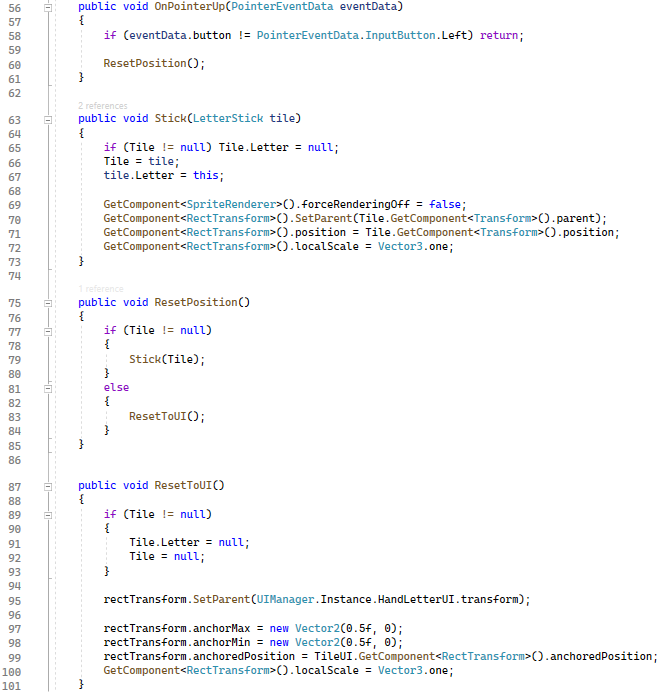 56 public void OnPointerUp(PointerEventData eventData)
57 {
58 if (eventData.button != PointerEventData.InputButton.Left) return;
59
60 ResetPosition();
61 }
62
2 references
63 public void Stick(LetterStick tile)
64 {
65 if (Tile != null) Tile.Letter = null;
66 Tile = tile;
67 tile.Letter = this;
68
69 GetComponent<SpriteRenderer>().forceRenderingOff = false;
70 GetComponent<RectTransform>().SetParent(Tile.GetComponent<Transform>().parent);
71 GetComponent<RectTransform>().position = Tile.GetComponent<Transform>().position;
72 GetComponent<RectTransform>().localScale = Vector3.one;
73 }
74
1 reference
75 public void ResetPosition()
76 {
77 if (Tile != null)
78 {
79 Stick(Tile);
80 }
81 else
82 {
83 ResetToUI();
84 }
85 }
86
87 public void ResetToUI()
88 {
89 if (Tile != null)
90 {
91 Tile.Letter = null;
92 Tile = null;
93 }
94
95 rectTransform.SetParent(UIManager.Instance.HandLetterUI.transform);
96
97 rectTransform.anchorMax = new Vector2(0.5f, 0);
98 rectTransform.anchorMin = new Vector2(0.5f, 0);
99 rectTransform.anchoredPosition = TileUI.GetComponent<RectTransform>().anchoredPosition;
100 GetComponent<RectTransform>().localScale = Vector3.one;
101 }